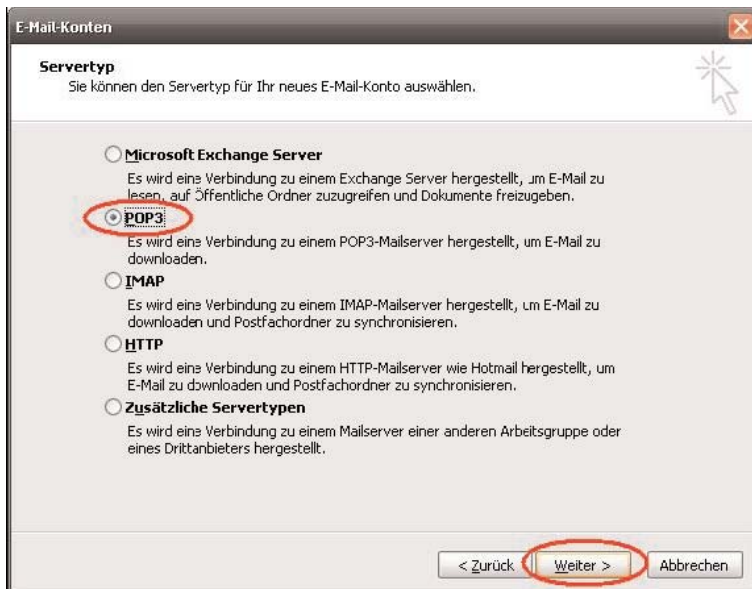 E-Mail-Konten
Servertyp
Sie können den Servertyp für Ihr neues E-Mail-Konto auswählen.
Microsoft Exchange Server
Es wird eine Verbindung zu einem Exchange Server hergestellt, um E-Mail zu
lesen, auf Öffentliche Ordner zuzugreifen und Dokumente freizugeben.
POP3
Es wird eine Verbindung zu einem POP3-Mailserver hergestellt, um E-Mail zu
downloaden.
IMAP
Es wird eine Verbindung zu einem IMAP-Mailserver hergestellt, um E-Mail zu
downloaden und Postfachordner zu synchronisieren.
HTTP
Es wird eine Verbindung zu einem HTTP-Mailserver wie Hotmail hergestellt, um
E-Mail zu downloaden und Postfachordner zu synchronisieren.
Zusätzliche Servertypen
Es wird eine Verbindung zu einem Mailserver einer anderen Arbeitsgruppe oder
eines Drittanbieters hergestellt.
< Zurück Weiter > Abbrechen